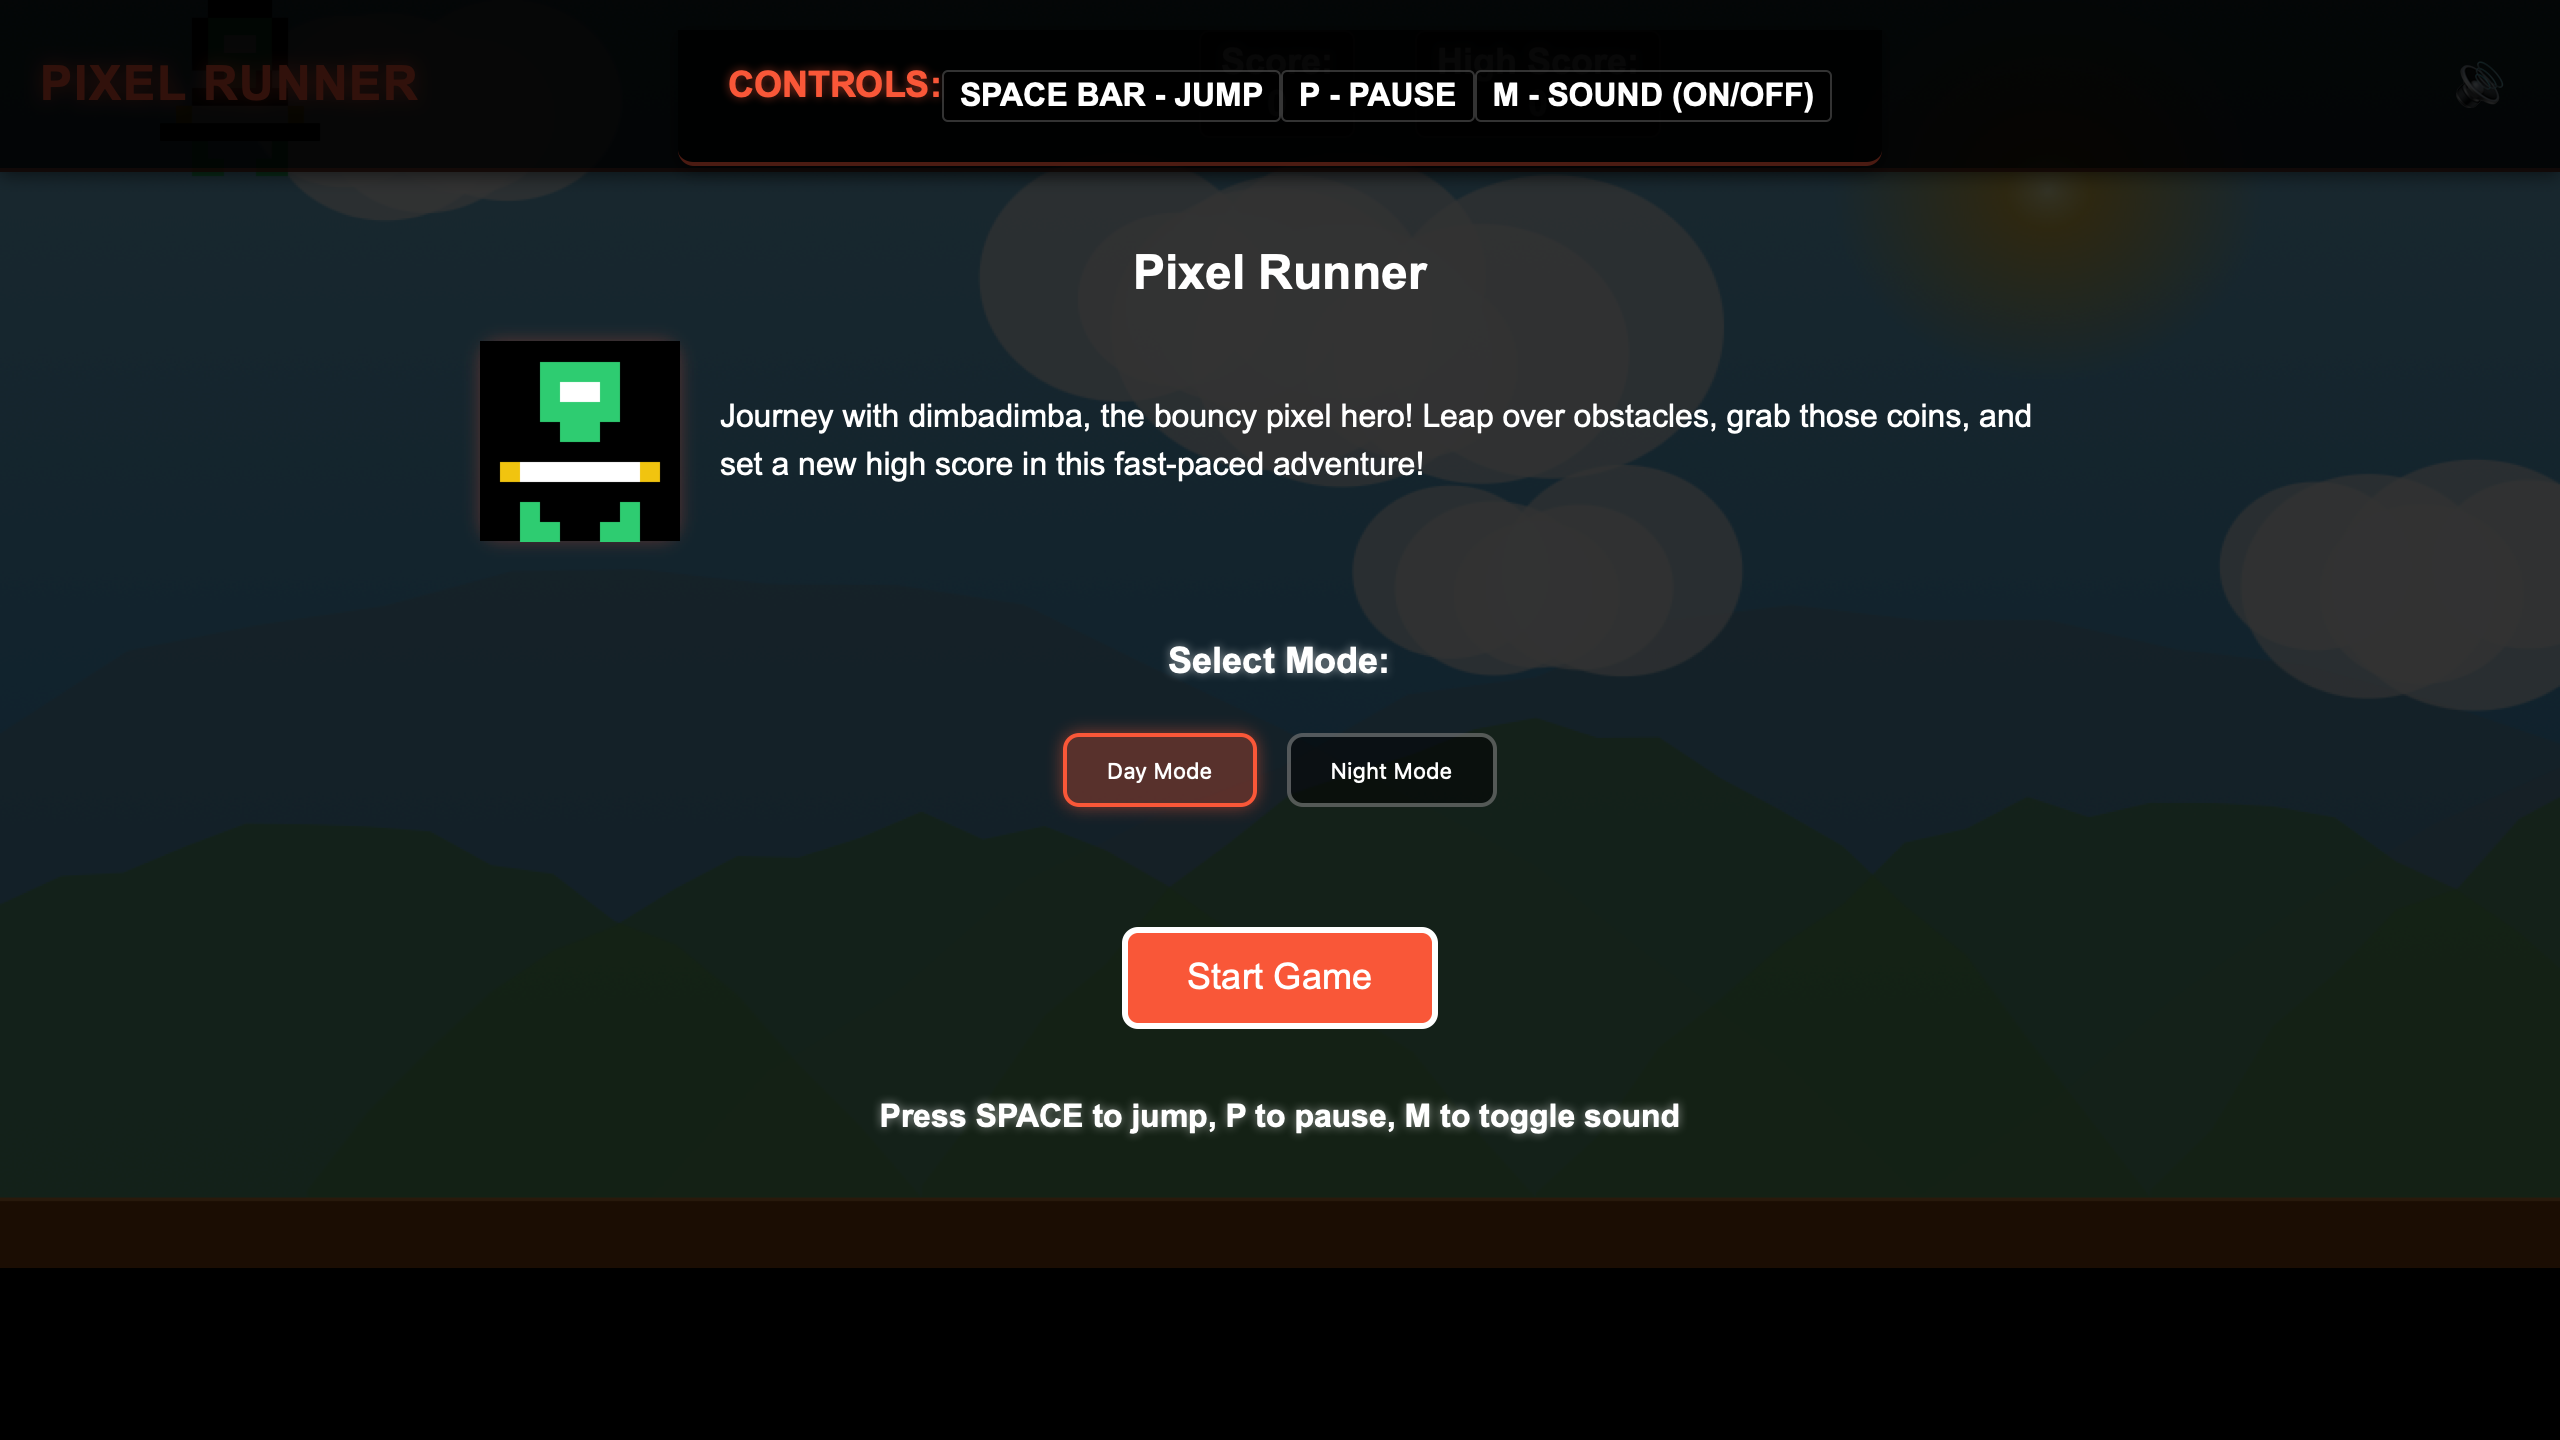 PIXEL RUNNER
Score:
High Score:
CONTROLS:
SPACE BAR - JUMP
P - PAUSE
M - SOUND (ON/OFF)
Pixel Runner
Journey with dimbadimba, the bouncy pixel hero! Leap over obstacles, grab those coins, and
set a new high score in this fast-paced adventure!
Select Mode:
Day Mode
Night Mode
Start Game
Press SPACE to jump, P to pause, M to toggle sound